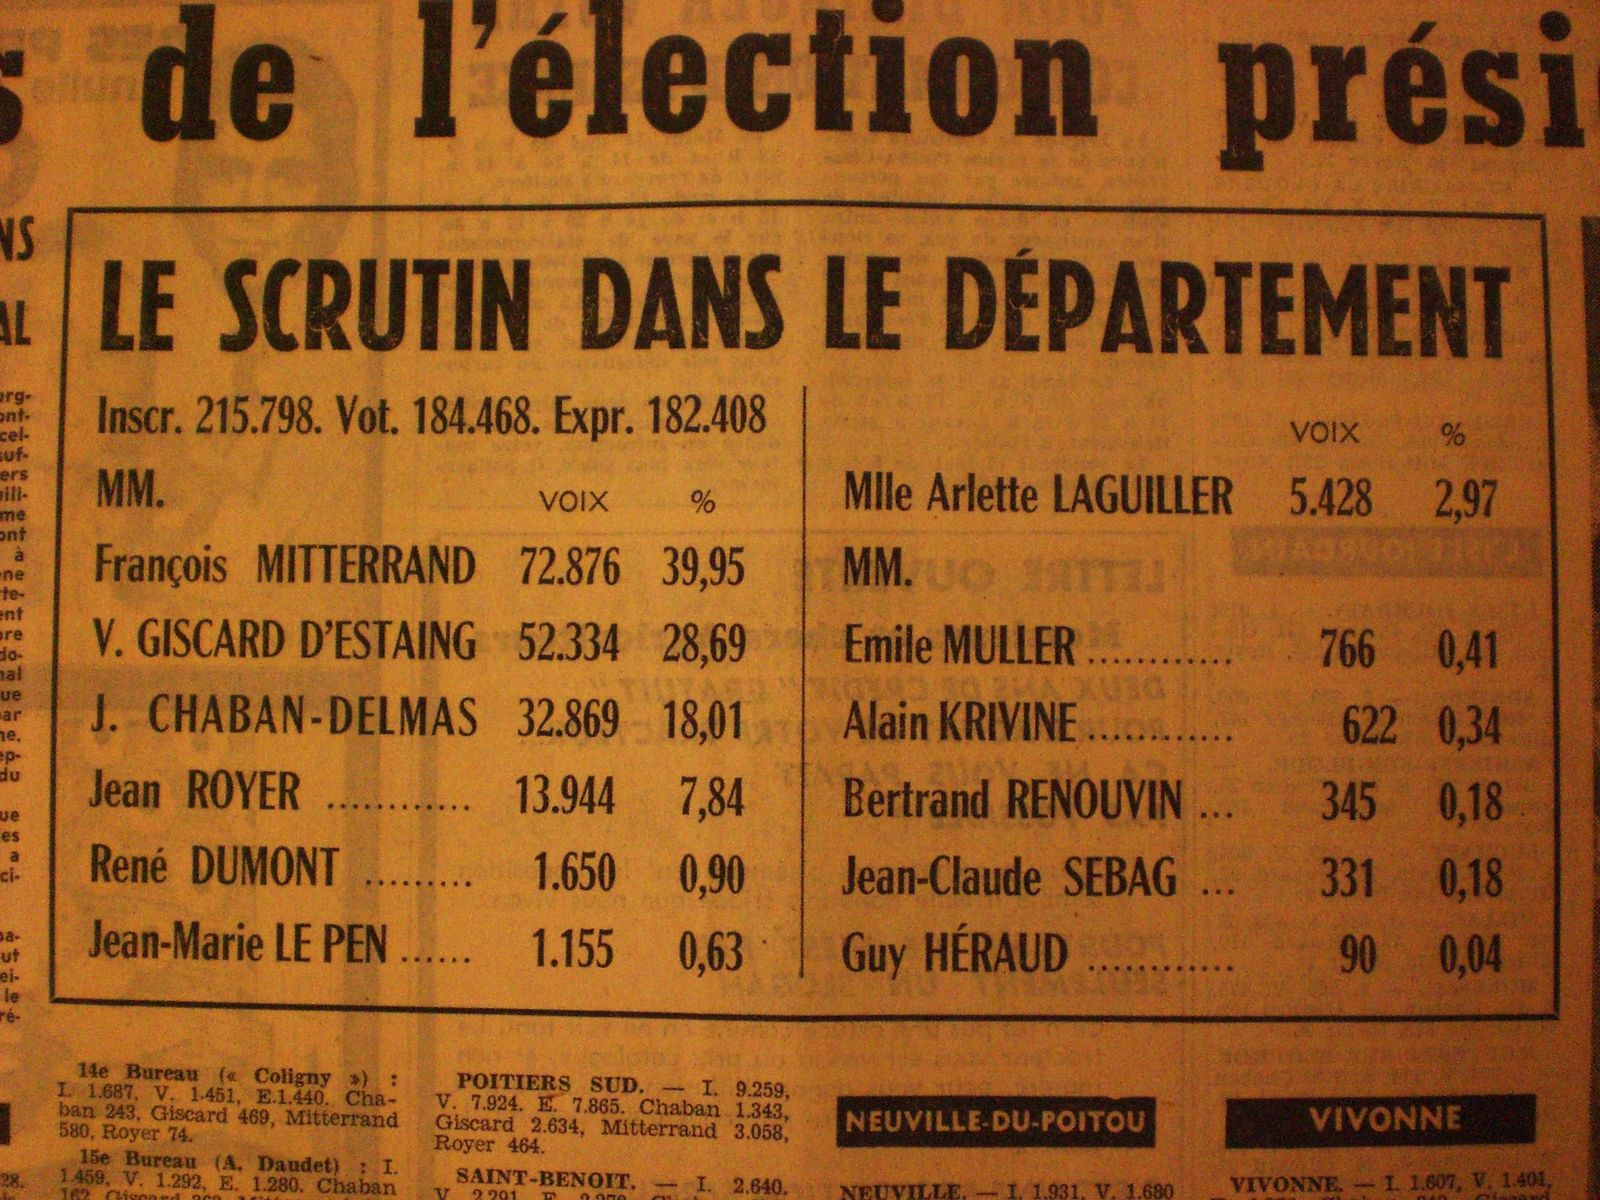 de l'élection prési
LE SCRUTIN DANS LE DÉPARTEMENT
Inscr. 215.798. Vot. 184.468. Expr. 182.408
MM. VOIX %
François MITTERRAND 72.876 39,95
V. GISCARD D'ESTAING 52.334 28,69
J. CHABAN-DELMAS 32.869 18,01
Jean ROYER ............ 13.944 7,84
René DUMONT ......... 1.650 0,90
Jean-Marie LE PEN ...... 1.155 0,63
VOIX %
Mlle Arlette LAGUILLER 5.428 2,97
MM.
Emile MULLER ............ 766 0,41
Alain KRIVINE ............ 622 0,34
Bertrand RENOUVIN ... 345 0,18
Jean-Claude SEBAG ... 331 0,18
Guy HÉRAUD ............ 90 0,04
14e Bureau (« Coligny ») :
I. 1.687, V. 1.451, E.1.440. Cha-
ban 243, Giscard 469, Mitterrand
580, Royer 74.
15e Bureau (A. Daudet) : I.
1.459, V. 1.292, E. 1.280. Chaban
POITIERS SUD. — I. 9.259,
V. 7.924. E. 7.865. Chaban 1.343,
Giscard 2.634, Mitterrand 3.058,
Royer 464.
SAINT-BENOIT. — I. 2.640,
NEUVILLE-DU-POITOU
NEUVILLE. — I. 1.931, V. 1.680
VIVONNE
VIVONNE. — I. 1.607, V. 1.401,